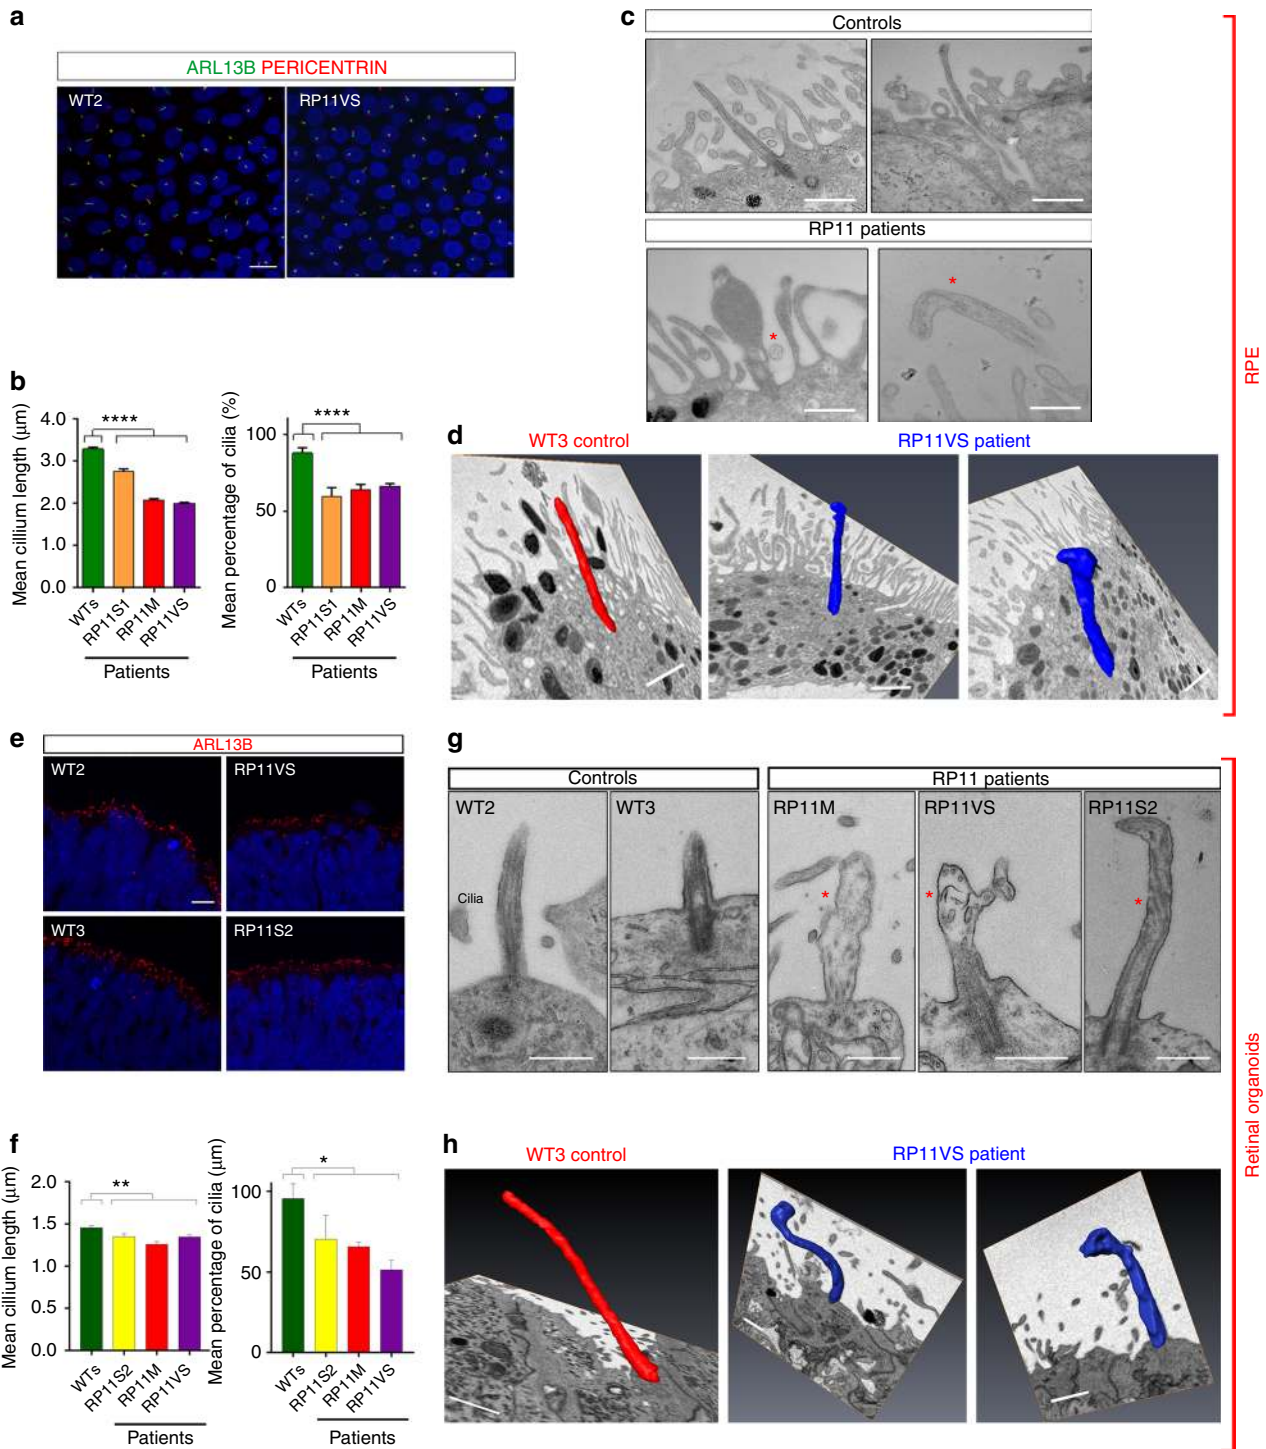 a
ARL13B PERICENTRIN
WT2
RP11VS
c
Controls
RP11 patients
*
*
RPE
b
Mean cillium length (μm)
4.0
3.0
2.0
1.0
0.0
****
WTs
RP11S1
RP11M
RP11VS
Patients
Mean percentage of cilia (%)
100
50
0
****
WTs
RP11S1
RP11M
RP11VS
Patients
d
WT3 control
RP11VS patient
e
ARL13B
WT2
RP11VS
WT3
RP11S2
g
Controls
RP11 patients
WT2
WT3
RP11M
RP11VS
RP11S2
Cilia
*
*
*
Retinal organoids
f
Mean cillium length (μm)
2.0
1.5
1.0
0.5
0.0
**
WTs
RP11S2
RP11M
RP11VS
Patients
Mean percentage of cilia (μm)
100
50
0
*
WTs
RP11S2
RP11M
RP11VS
Patients
h
WT3 control
RP11VS patient